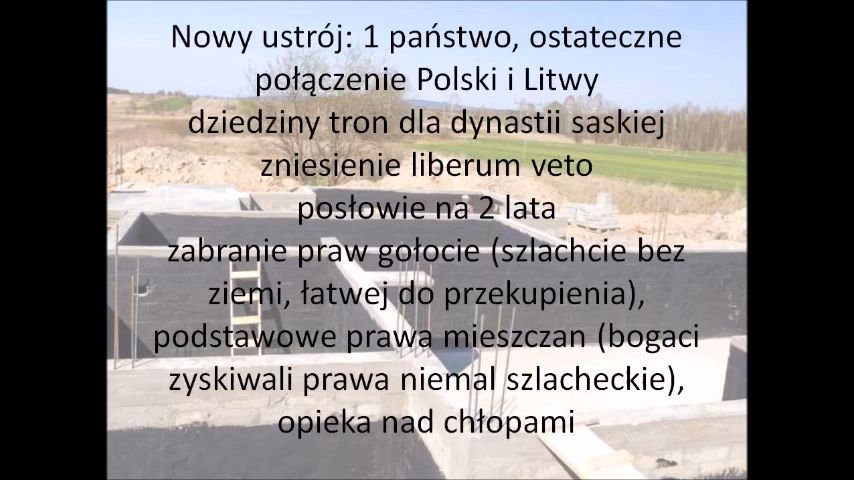 Nowy ustrój: 1 państwo, ostateczne
połączenie Polski i Litwy
dziedziny tron dla dynastii saskiej
zniesienie liberum veto
posłowie na 2 lata
zabranie praw gołocie (szlachcie bez
ziemi, łatwej do przekupienia),
podstawowe prawa mieszczan (bogaci
zyskiwali prawa niemal szlacheckie),
opieka nad chłopami